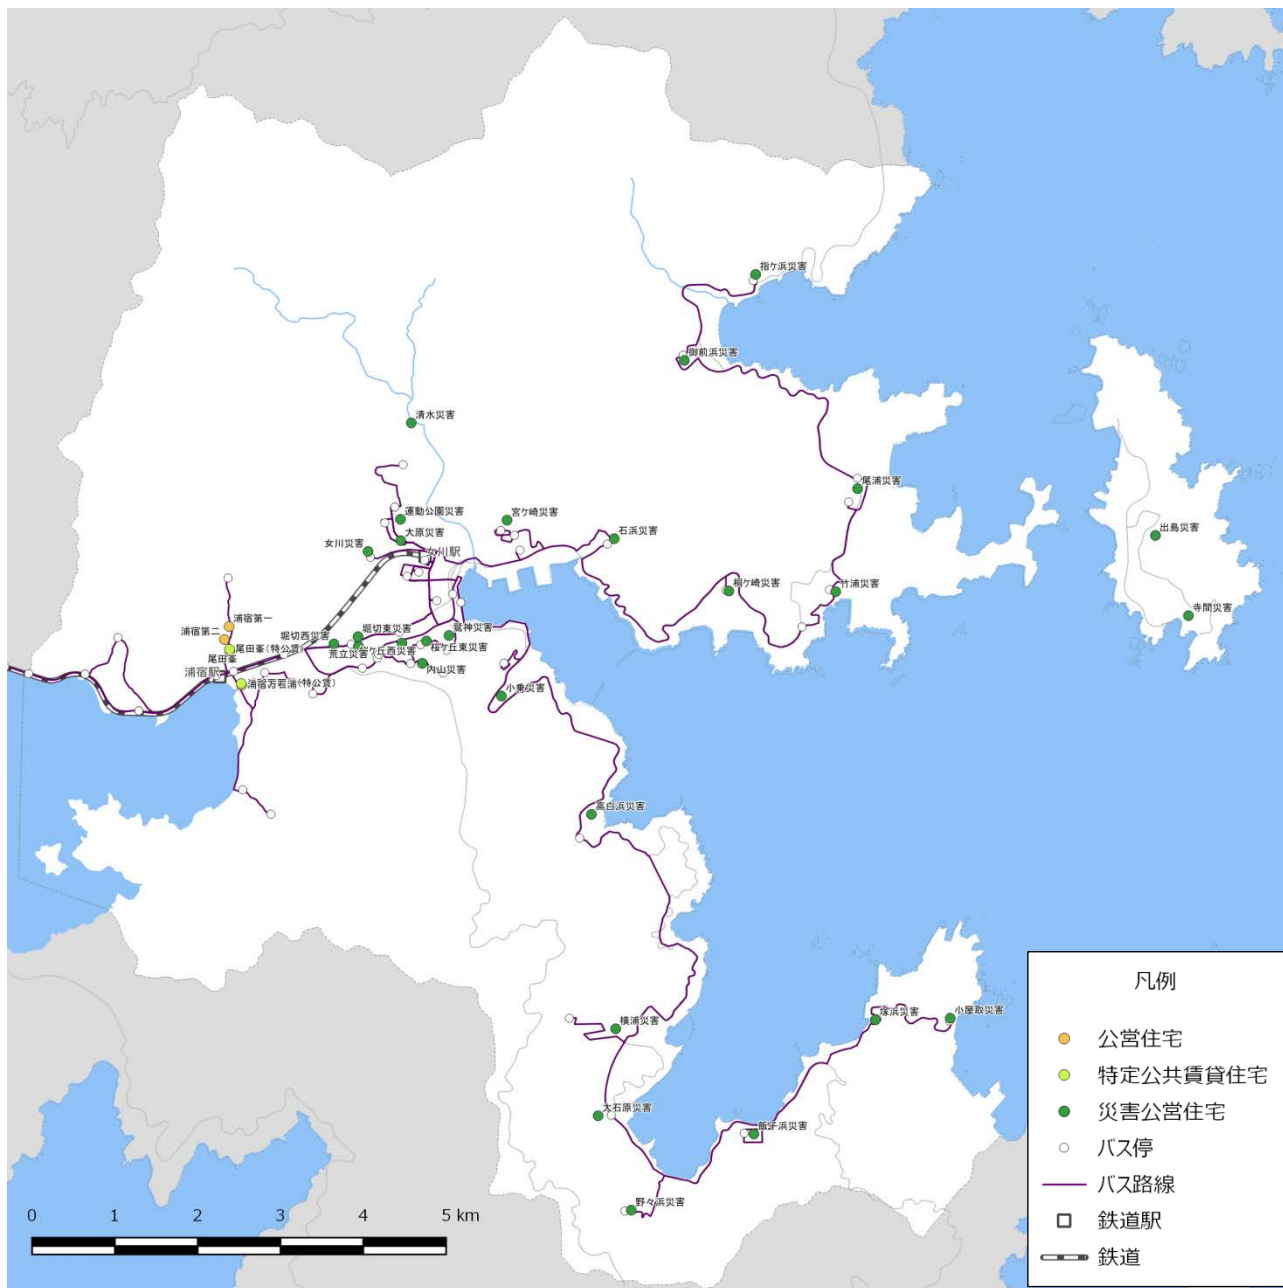 指ケ浜災害
御前浜災害
清水災害
尾浦災害
運動公園災害
宮ケ崎災害
大原災害
石浜災害
出島災害
女川災害
女川駅
桐ケ崎災害
竹浦災害
寺間災害
浦宿第一
浦宿第二
堀切東災害
鷲神災害
堀切西災害
桜ケ丘東災害
尾田峯(特公賃)
荒立災害
桜ケ丘西災害
尾田峯
浦宿駅
内山災害
浦宿万石浦(特公賃)
小乗災害
高白浜災害
横浦災害
塚浜災害
小屋取災害
大石原災害
飯子浜災害
野々浜災害
0 1 2 3 4 5 km
凡例
公営住宅
特定公共賃貸住宅
災害公営住宅
バス停
バス路線
鉄道駅
鉄道